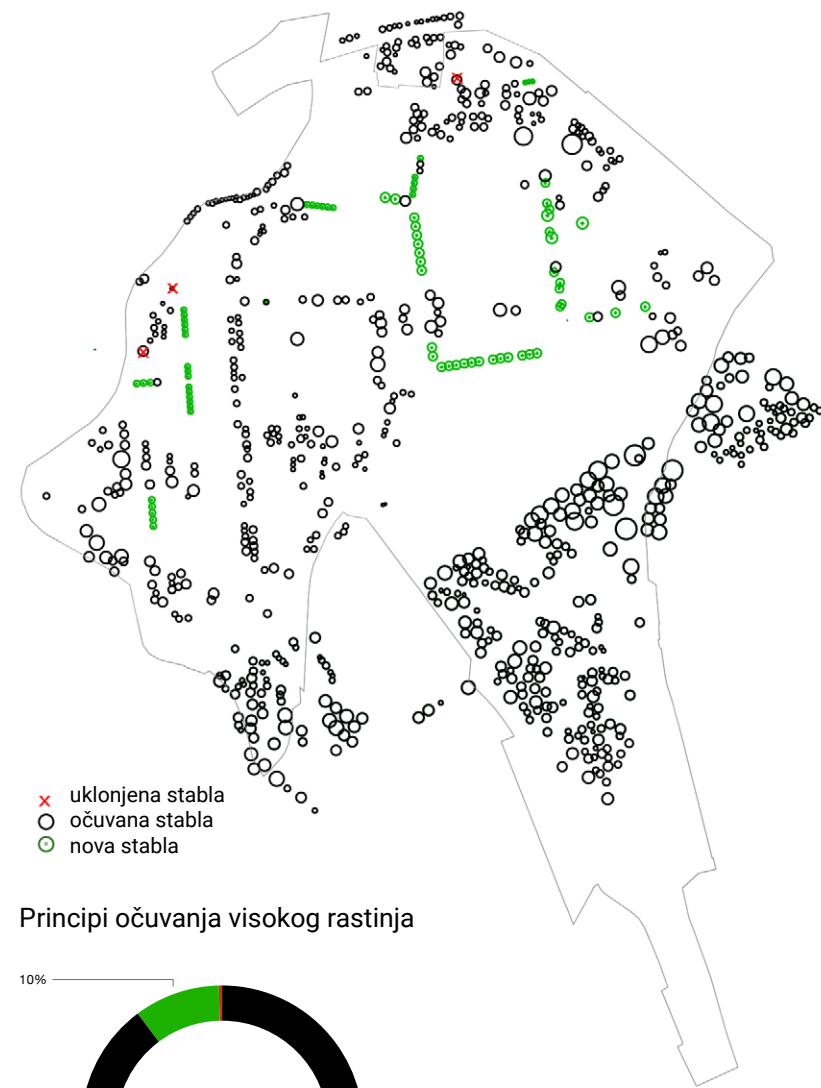 uklonjena stabla
očuvana stabla
nova stabla
Principi očuvanja visokog rastinja
10%